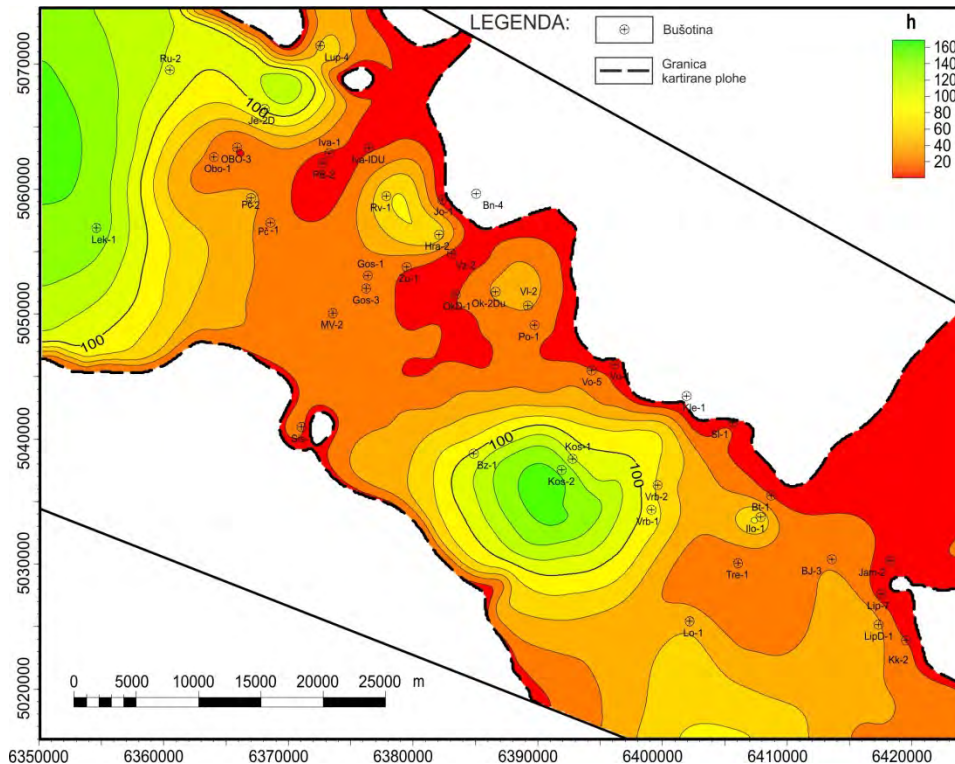 LEGENDA:
Bušotina
Granica
kartirane plohe
h
160
140
120
100
80
60
40
20
5070000
5060000
5050000
5040000
5030000
5020000
Ru-2
Lup-4
100
Je-2D
Iva-1
OBO-3
Iva-IDU
Obo-1
Pc-2
Rv-1
Jo-1
Bn-4
Lek-1
Pc-1
Hra-2
Vz-2
Gos-1
Zu-1
Gos-3
Ok-2Du
Vl-2
MV-2
Po-1
100
Vo-5
Sl-1
100
Kos-1
Bz-1
100
Kos-2
Vrb-2
Vrb-1
Bt-1
Ilo-1
Tre-1
BJ-3
Jam-2
Lip-7
Lo-1
LipD-1
Kk-2
0 5000 10000 15000 20000 25000 m
6350000 6360000 6370000 6380000 6390000 6400000 6410000 6420000